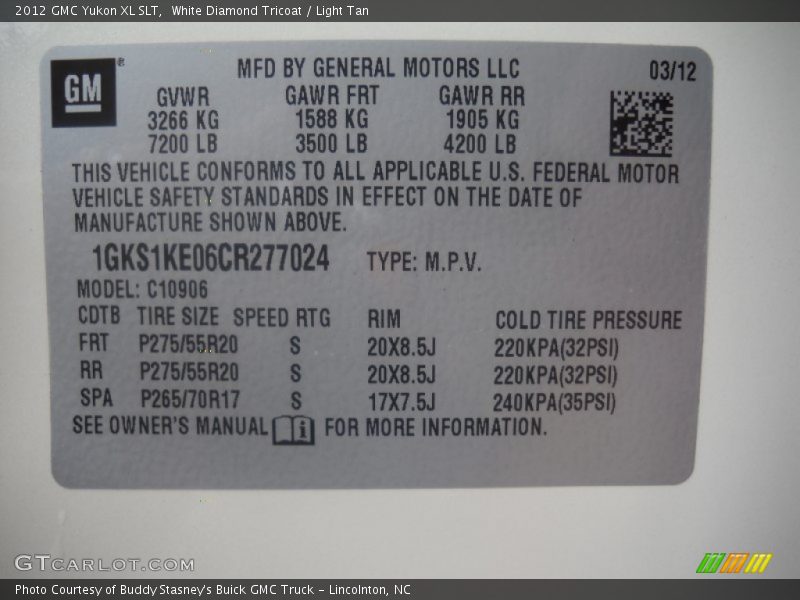 2012 GMC Yukon XL SLT,  White Diamond Tricoat / Light Tan
GM®
MFD BY GENERAL MOTORS LLC
03/12
GVWR GAWR FRT GAWR RR
3266 KG 1588 KG 1905 KG
7200 LB 3500 LB 4200 LB
THIS VEHICLE CONFORMS TO ALL APPLICABLE U.S. FEDERAL MOTOR
VEHICLE SAFETY STANDARDS IN EFFECT ON THE DATE OF
MANUFACTURE SHOWN ABOVE.
1GKS1KE06CR277024 TYPE: M.P.V.
MODEL: C10906
CDTB TIRE SIZE SPEED RTG RIM COLD TIRE PRESSURE
FRT P275/55R20 S 20X8.5J 220KPA(32PSI)
RR P275/55R20 S 20X8.5J 220KPA(32PSI)
SPA P265/70R17 S 17X7.5J 240KPA(35PSI)
SEE OWNER'S MANUAL i FOR MORE INFORMATION.
GTCARLOT.COM
Photo Courtesy of Buddy Stasney's Buick GMC Truck - Lincolnton, NC